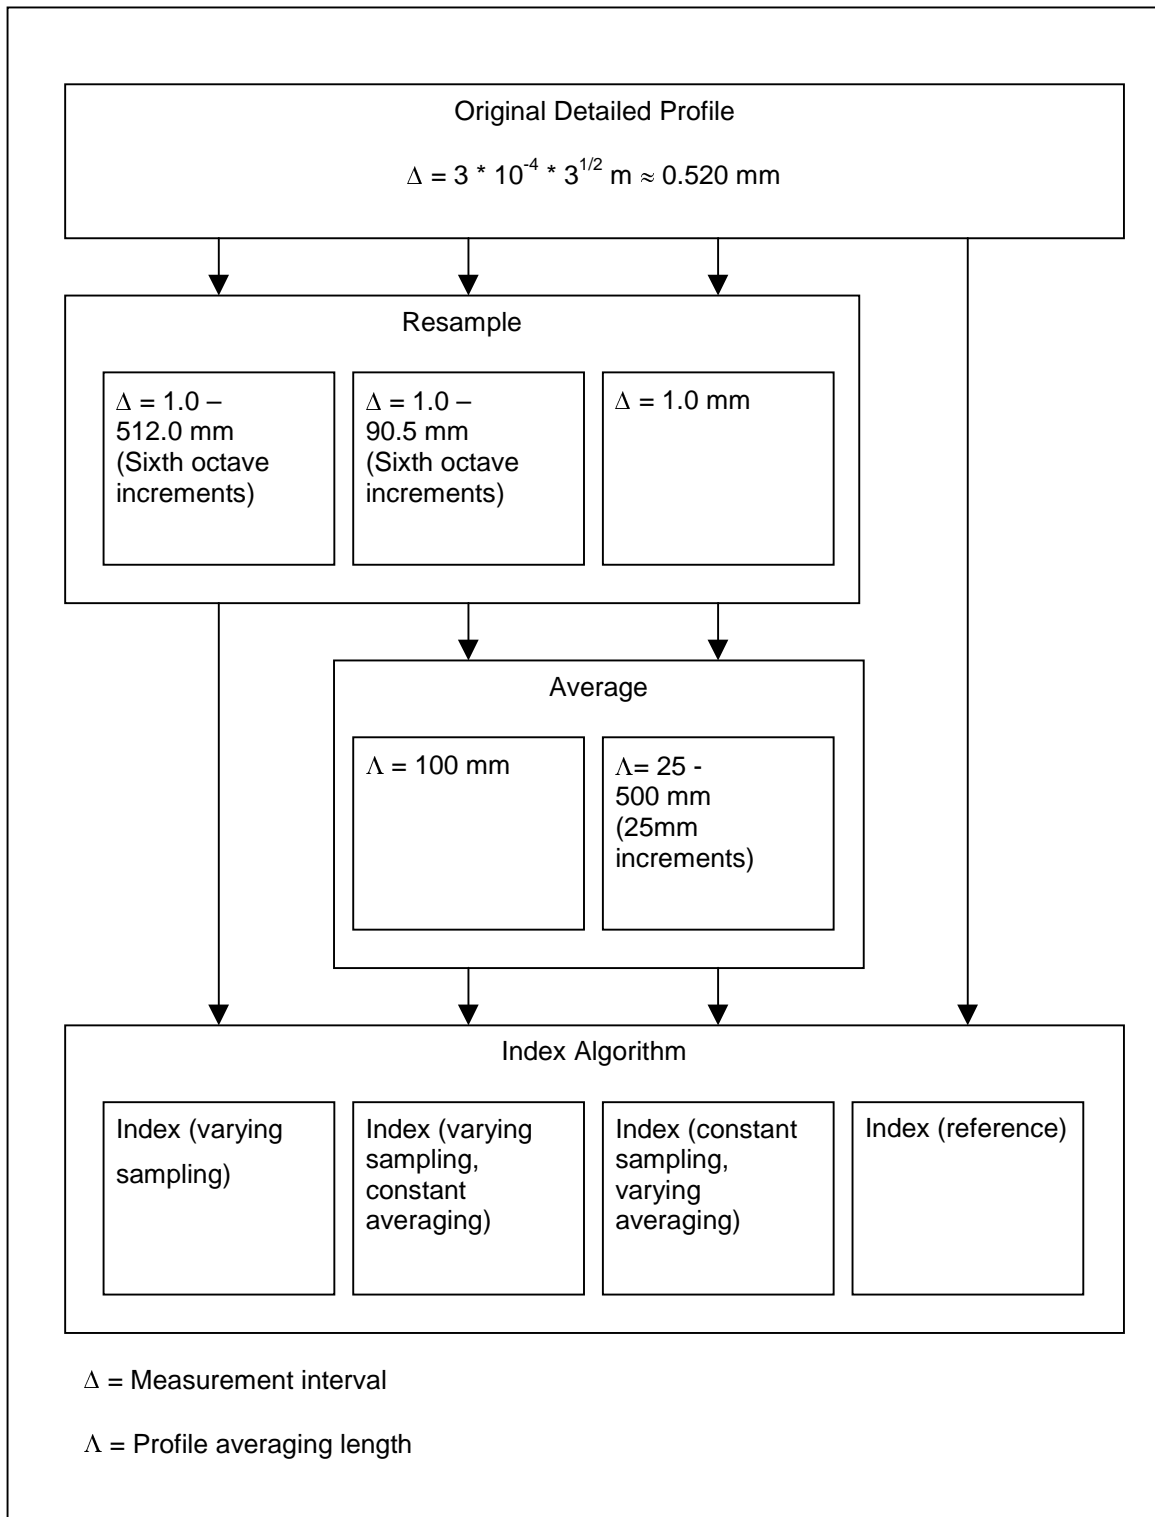 Original Detailed Profile
Δ = 3 * 10⁻⁴ * 3^1/2 m ≈ 0.520 mm
Resample
Δ = 1.0 –
512.0 mm
(Sixth octave
increments)
Δ = 1.0 –
90.5 mm
(Sixth octave
increments)
Δ = 1.0 mm
Average
Λ = 100 mm
Λ= 25 -
500 mm
(25mm
increments)
Index Algorithm
Index (varying
sampling)
Index (varying
sampling,
constant
averaging)
Index (constant
sampling,
varying
averaging)
Index (reference)
Δ = Measurement interval
Λ = Profile averaging length